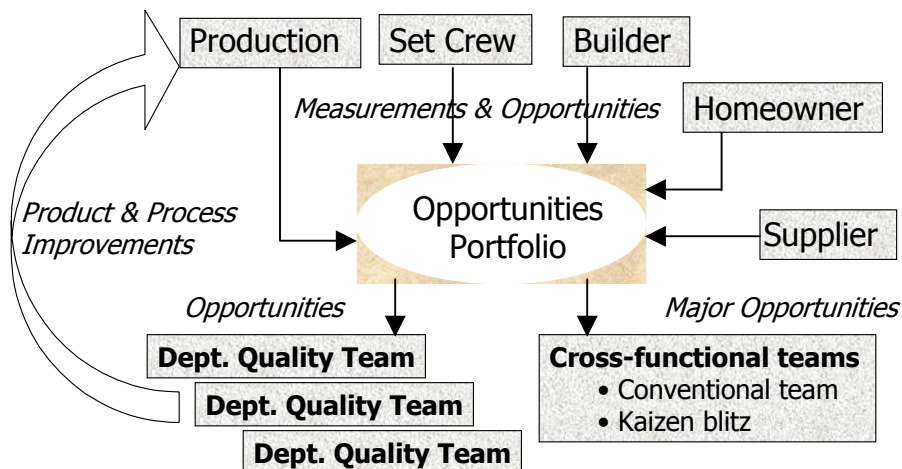 Production
Set Crew
Builder
Measurements & Opportunities
Homeowner
Product & Process
Improvements
Opportunities
Portfolio
Supplier
Opportunities
Major Opportunities
Dept. Quality Team
Dept. Quality Team
Dept. Quality Team
Cross-functional teams
• Conventional team
• Kaizen blitz